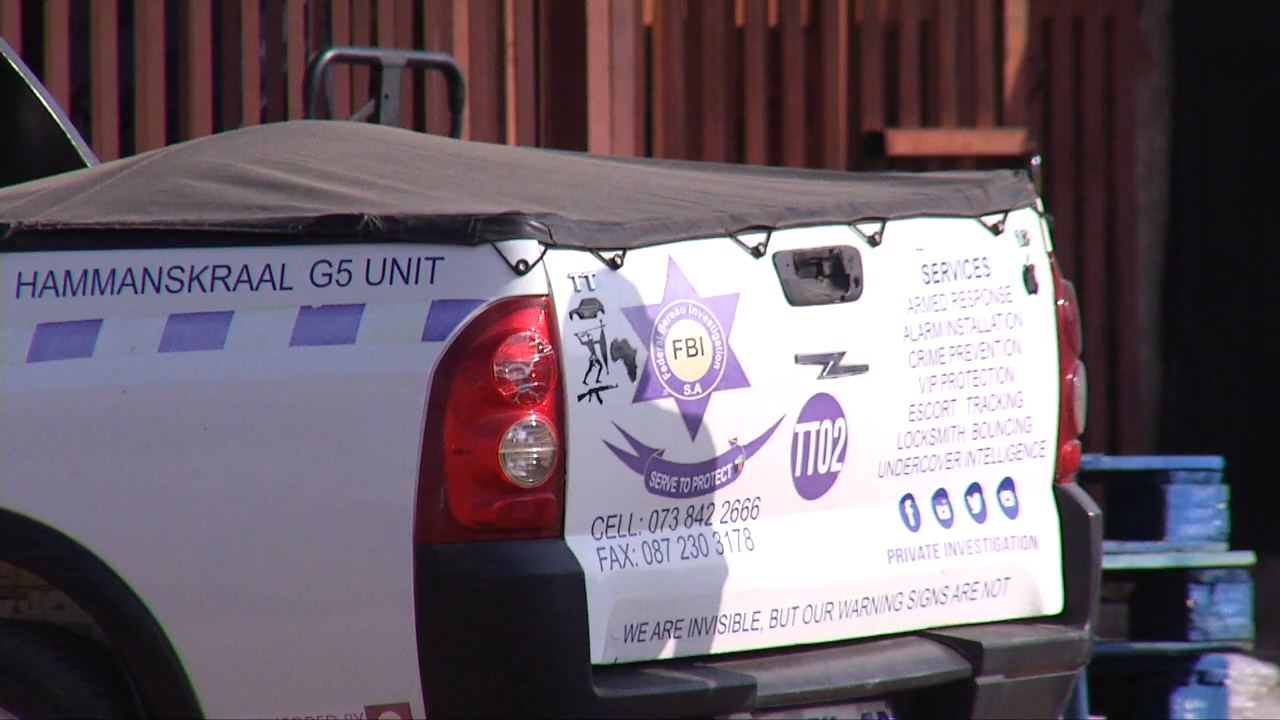 HAMMANSKRAAL G5 UNIT
TT
Federal Bereau Investigation
FBI
S.A
SERVE TO PROTECT
TT02
CELL: 073 842 2666
FAX: 087 230 3178
SERVICES
ARMED RESPONSE
ALARM INSTALLATION
CRIME PREVENTION
VIP PROTECTION
ESCORT TRACKING
LOCKSMITH BOUNCING
UNDERCOVER INTELLIGENCE
PRIVATE INVESTIGATION
WE ARE INVISIBLE, BUT OUR WARNING SIGNS ARE NOT